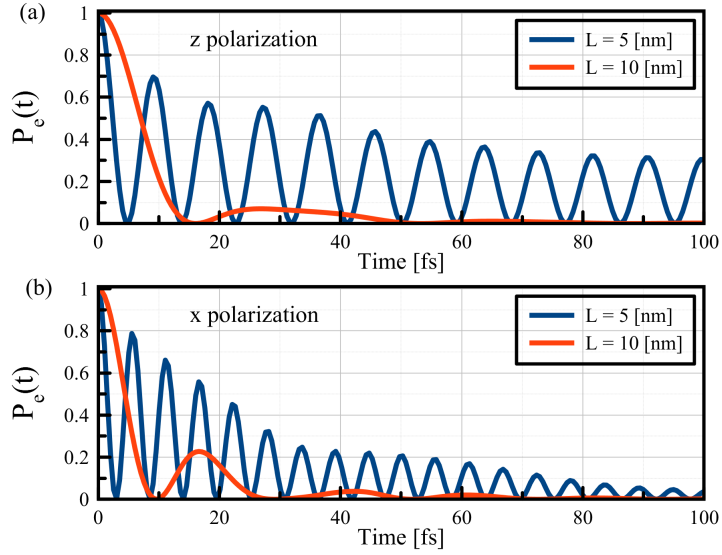 (a)
1
0.8
0.6
0.4
0.2
0
P_e(t)
z polarization
L = 5 [nm]
L = 10 [nm]
0 20 40 60 80 100
Time [fs]
(b)
1
0.8
0.6
0.4
0.2
0
P_e(t)
x polarization
L = 5 [nm]
L = 10 [nm]
0 20 40 60 80 100
Time [fs]